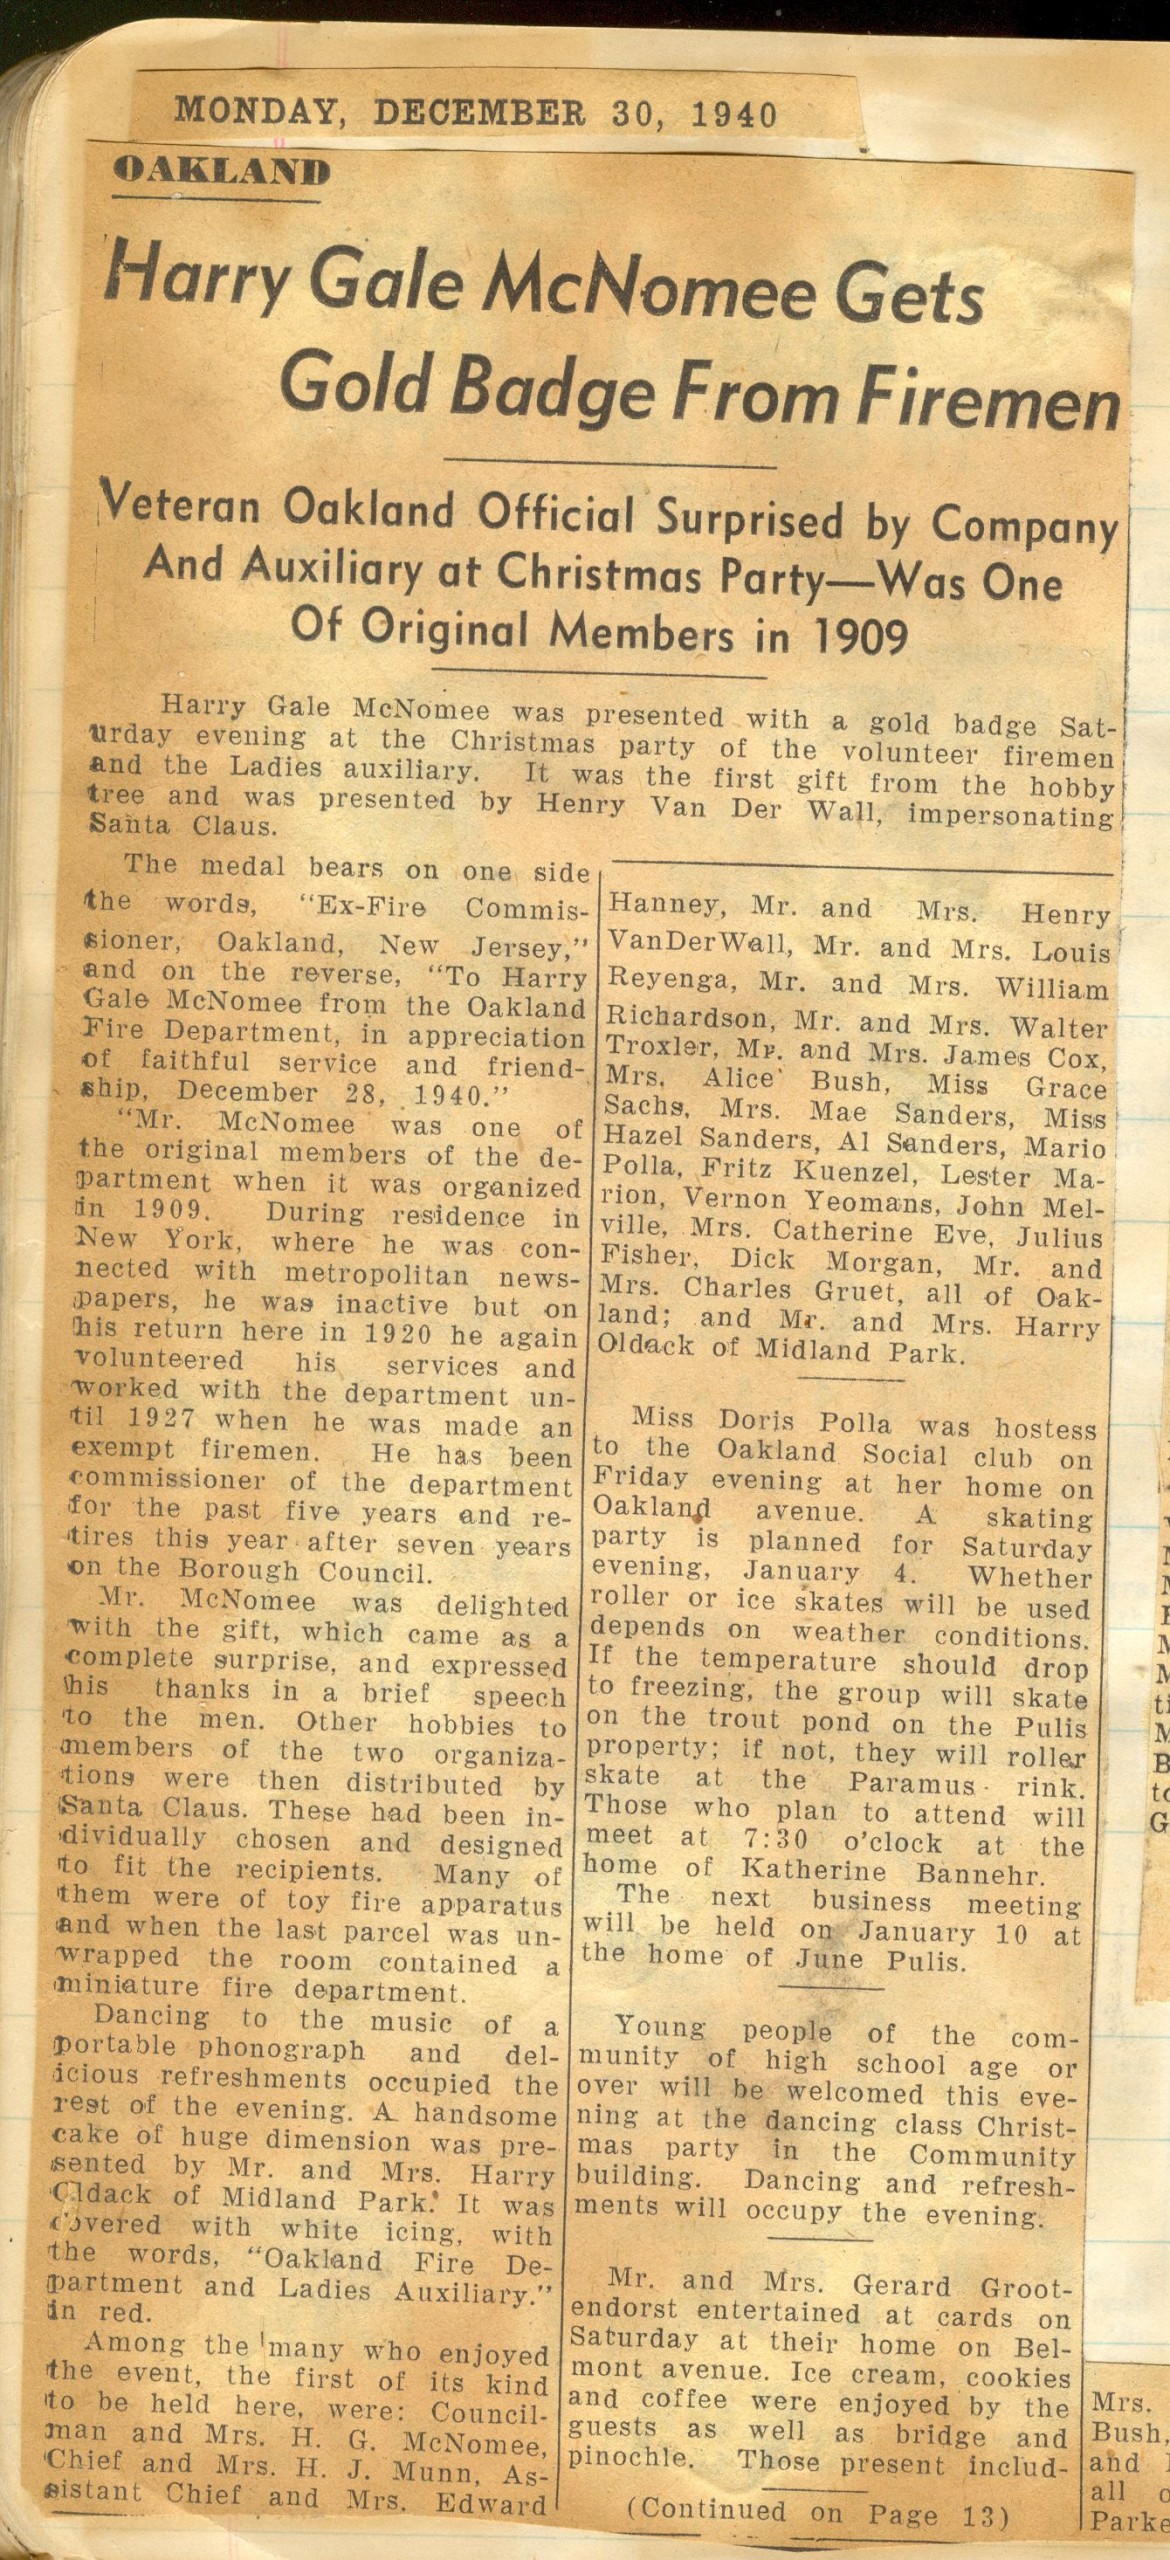 MONDAY, DECEMBER 30, 1940
OAKLAND
Harry Gale McNomee Gets
Gold Badge From Firemen
Veteran Oakland Official Surprised by Company
And Auxiliary at Christmas Party—Was One
Of Original Members in 1909
Harry Gale McNomee was presented with a gold badge Sat-
urday evening at the Christmas party of the volunteer firemen
and the Ladies auxiliary. It was the first gift from the hobby
tree and was presented by Henry Van Der Wall, impersonating
Santa Claus.
The medal bears on one side
the words, "Ex-Fire Commis-
sioner, Oakland, New Jersey,"
and on the reverse, "To Harry
Gale McNomee from the Oakland
Fire Department, in appreciation
of faithful service and friend-
ship, December 28, 1940."
"Mr. McNomee was one of
the original members of the de-
partment when it was organized
in 1909. During residence in
New York, where he was con-
nected with metropolitan news-
papers, he was inactive but on
his return here in 1920 he again
volunteered his services and
worked with the department un-
til 1927 when he was made an
exempt firemen. He has been
commissioner of the department
for the past five years and re-
tires this year after seven years
on the Borough Council.
Mr. McNomee was delighted
with the gift, which came as a
complete surprise, and expressed
his thanks in a brief speech
to the men. Other hobbies to
members of the two organiza-
tions were then distributed by
Santa Claus. These had been in-
dividually chosen and designed
to fit the recipients. Many of
them were of toy fire apparatus
and when the last parcel was un-
wrapped the room contained a
miniature fire department.
Dancing to the music of a
portable phonograph and del-
icious refreshments occupied the
rest of the evening. A handsome
cake of huge dimension was pre-
sented by Mr. and Mrs. Harry
Oldack of Midland Park. It was
covered with white icing, with
the words, "Oakland Fire De-
partment and Ladies Auxiliary."
in red.
Among the many who enjoyed
the event, the first of its kind
to be held here, were: Council-
man and Mrs. H. G. McNomee,
Chief and Mrs. H. J. Munn, As-
sistant Chief and Mrs. Edward
Hanney, Mr. and Mrs. Henry
VanDerWall, Mr. and Mrs. Louis
Reyenga, Mr. and Mrs. William
Richardson, Mr. and Mrs. Walter
Troxler, Mr. and Mrs. James Cox,
Mrs. Alice Bush, Miss Grace
Sachs, Mrs. Mae Sanders, Miss
Hazel Sanders, Al Sanders, Mario
Polla, Fritz Kuenzel, Lester Ma-
rion, Vernon Yeomans, John Mel-
ville, Mrs. Catherine Eve, Julius
Fisher, Dick Morgan, Mr. and
Mrs. Charles Gruet, all of Oak-
land; and Mr. and Mrs. Harry
Oldack of Midland Park.
Miss Doris Polla was hostess
to the Oakland Social club on
Friday evening at her home on
Oakland avenue. A skating
party is planned for Saturday
evening, January 4. Whether
roller or ice skates will be used
depends on weather conditions.
If the temperature should drop
to freezing, the group will skate
on the trout pond on the Pulis
property; if not, they will roller
skate at the Paramus rink.
Those who plan to attend will
meet at 7:30 o'clock at the
home of Katherine Bannehr.
The next business meeting
will be held on January 10 at
the home of June Pulis.
Young people of the com-
munity of high school age or
over will be welcomed this eve-
ning at the dancing class Christ-
mas party in the Community
building. Dancing and refresh-
ments will occupy the evening.
Mr. and Mrs. Gerard Groot-
endorst entertained at cards on
Saturday at their home on Bel-
mont avenue. Ice cream, cookies
and coffee were enjoyed by the
guests as well as bridge and
pinochle. Those present includ-
(Continued on Page 13)
Mrs.
Bush,
and
all
Parke